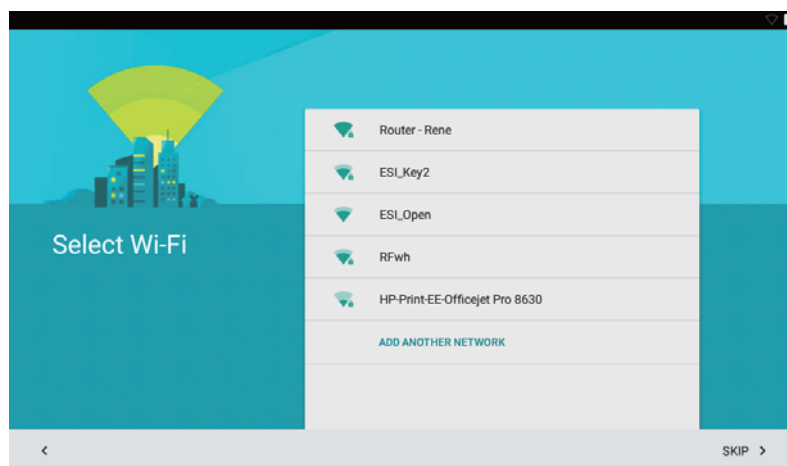 Select Wi-Fi
Router - Rene
ESI_Key2
ESI_Open
RFwh
HP-Print-EE-Officejet Pro 8630
ADD ANOTHER NETWORK
SKIP